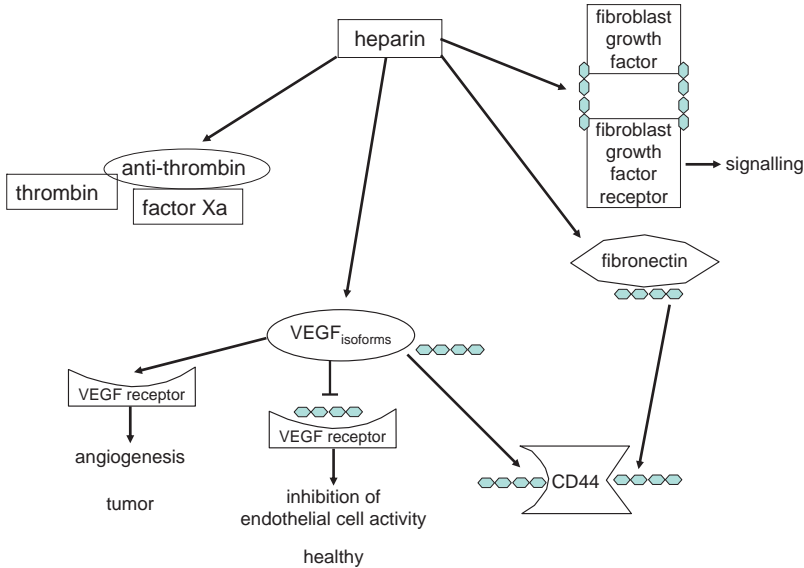 heparin
fibroblast
growth
factor
fibroblast
growth
factor
receptor
signalling
anti-thrombin
thrombin
factor Xa
fibronectin
VEGFisoforms
VEGF receptor
VEGF receptor
angiogenesis
tumor
inhibition of
endothelial cell activity
healthy
CD44